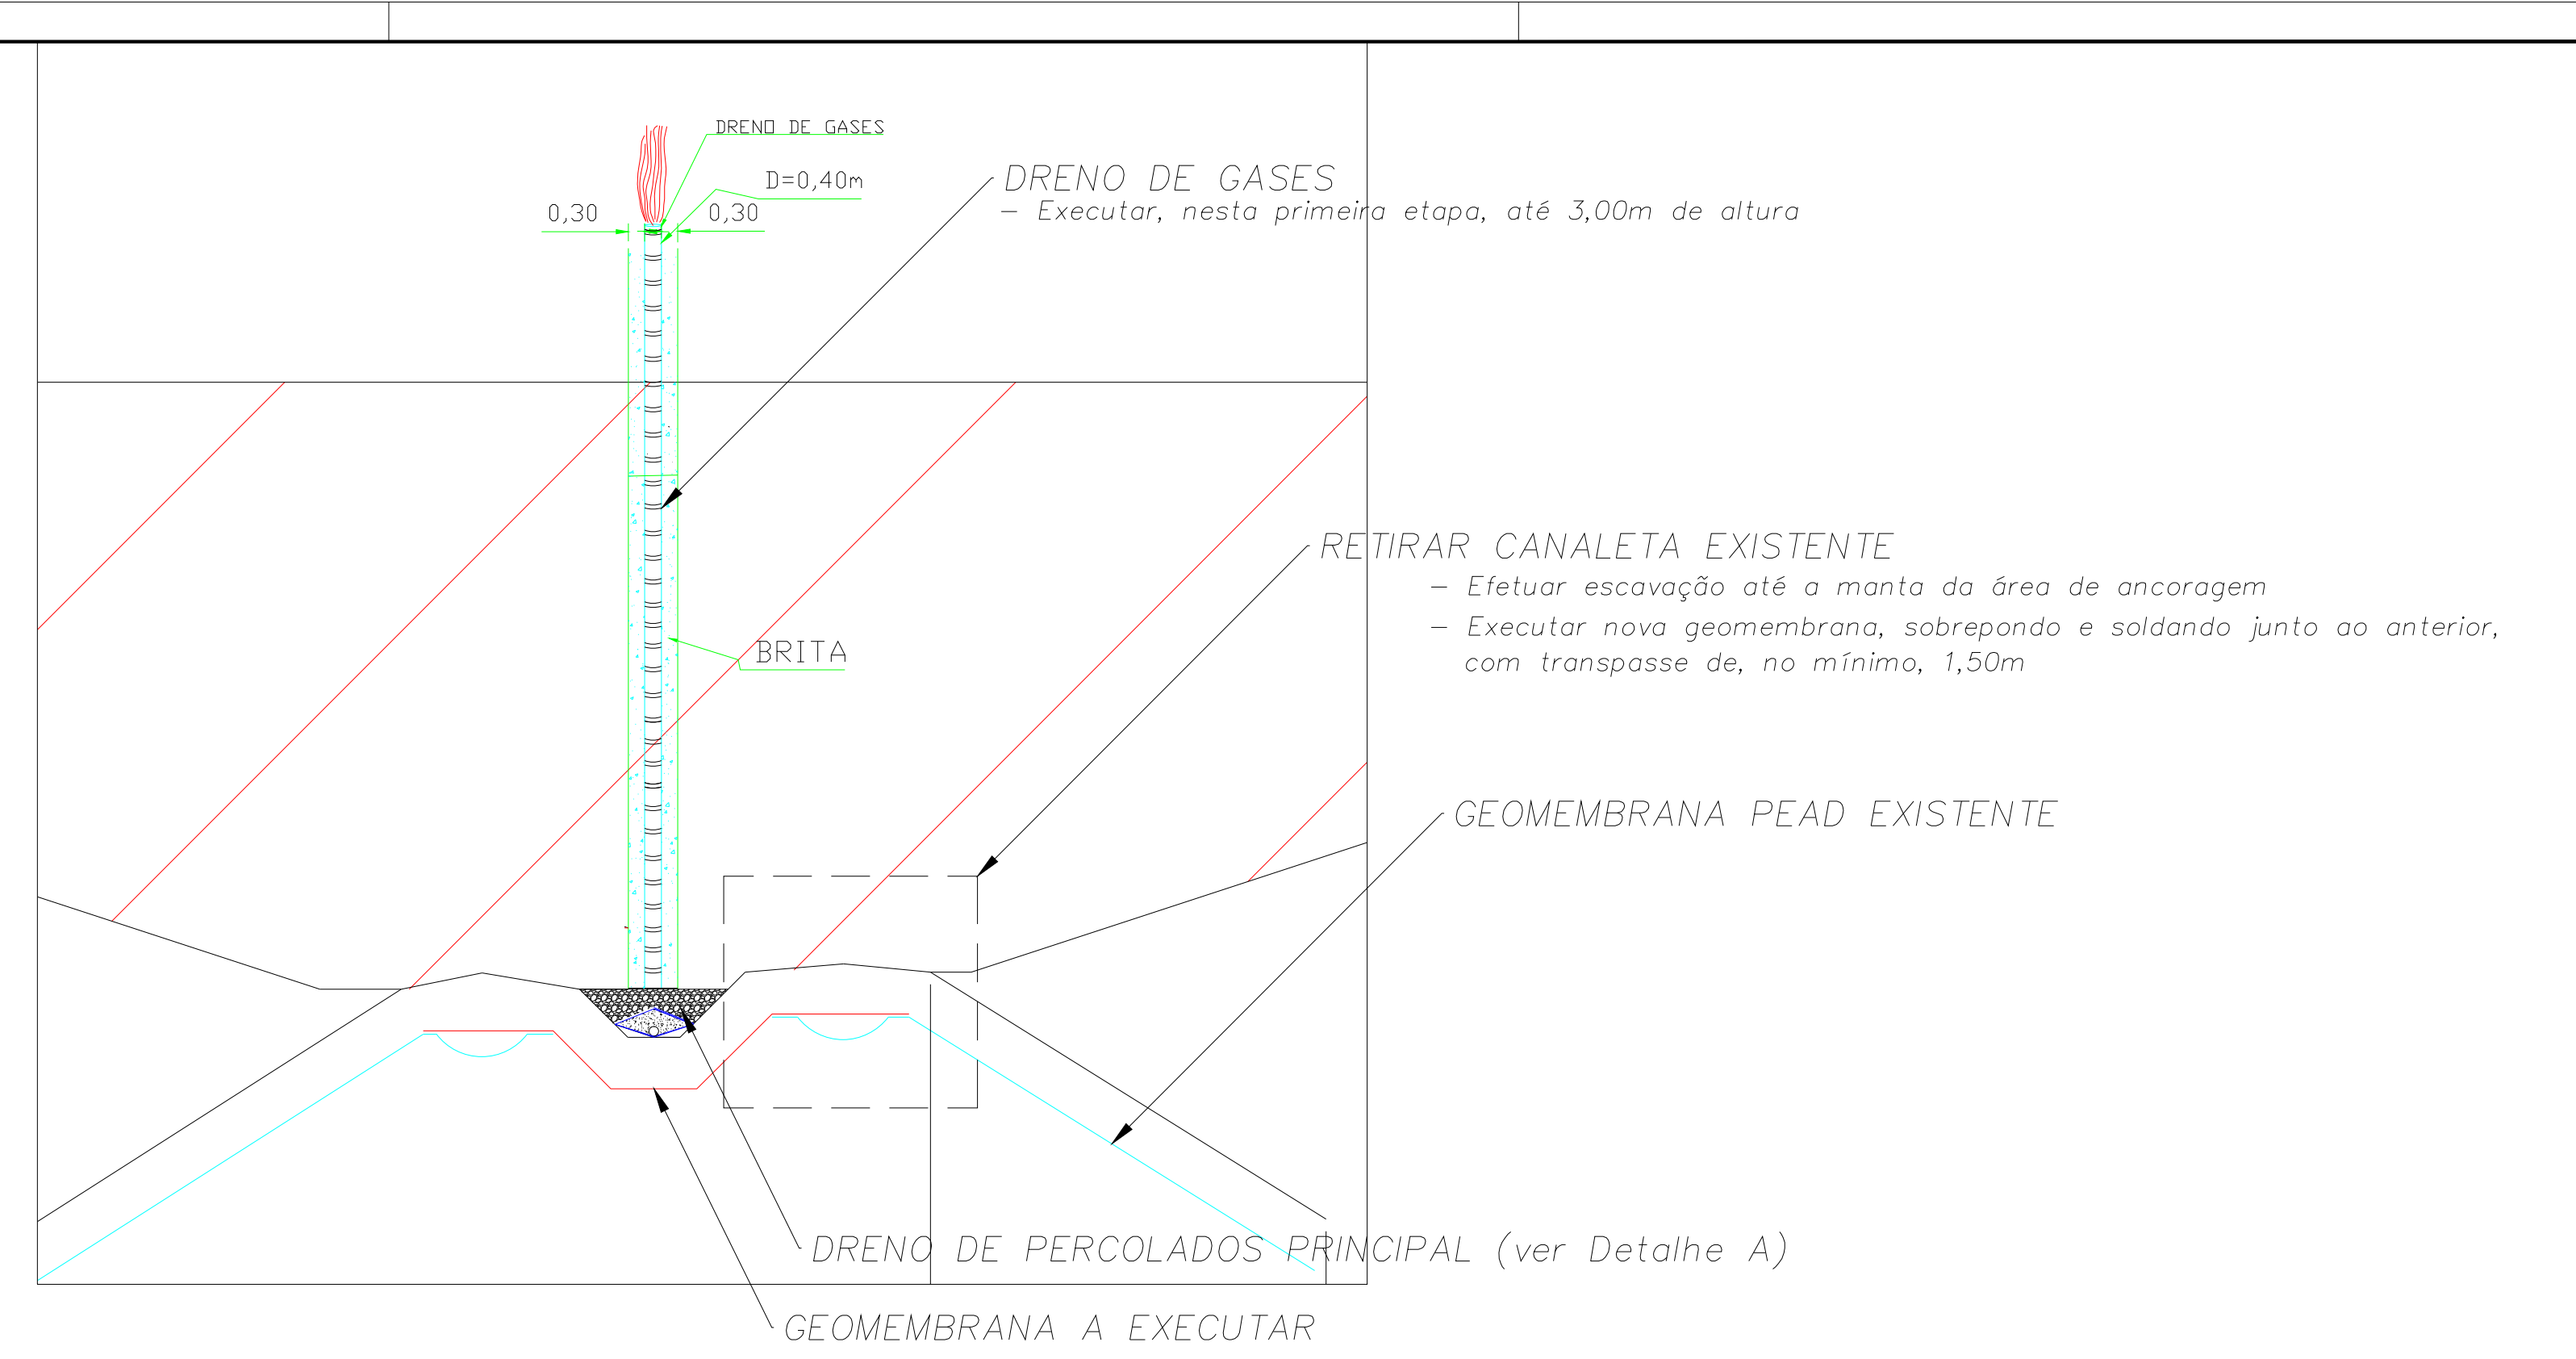 DRENO DE GASES
D=0,40m
0,30
0,30
DRENO DE GASES
– Executar, nesta primeira etapa, até 3,00m de altura
RETIRAR CANALETA EXISTENTE
– Efetuar escavação até a manta da área de ancoragem
– Executar nova geomembrana, sobrepondo e soldando junto ao anterior,
com transpasse de, no mínimo, 1,50m
BRITA
GEOMEMBRANA PEAD EXISTENTE
DRENO DE PERCOLADOS PRINCIPAL (ver Detalhe A)
GEOMEMBRANA A EXECUTAR